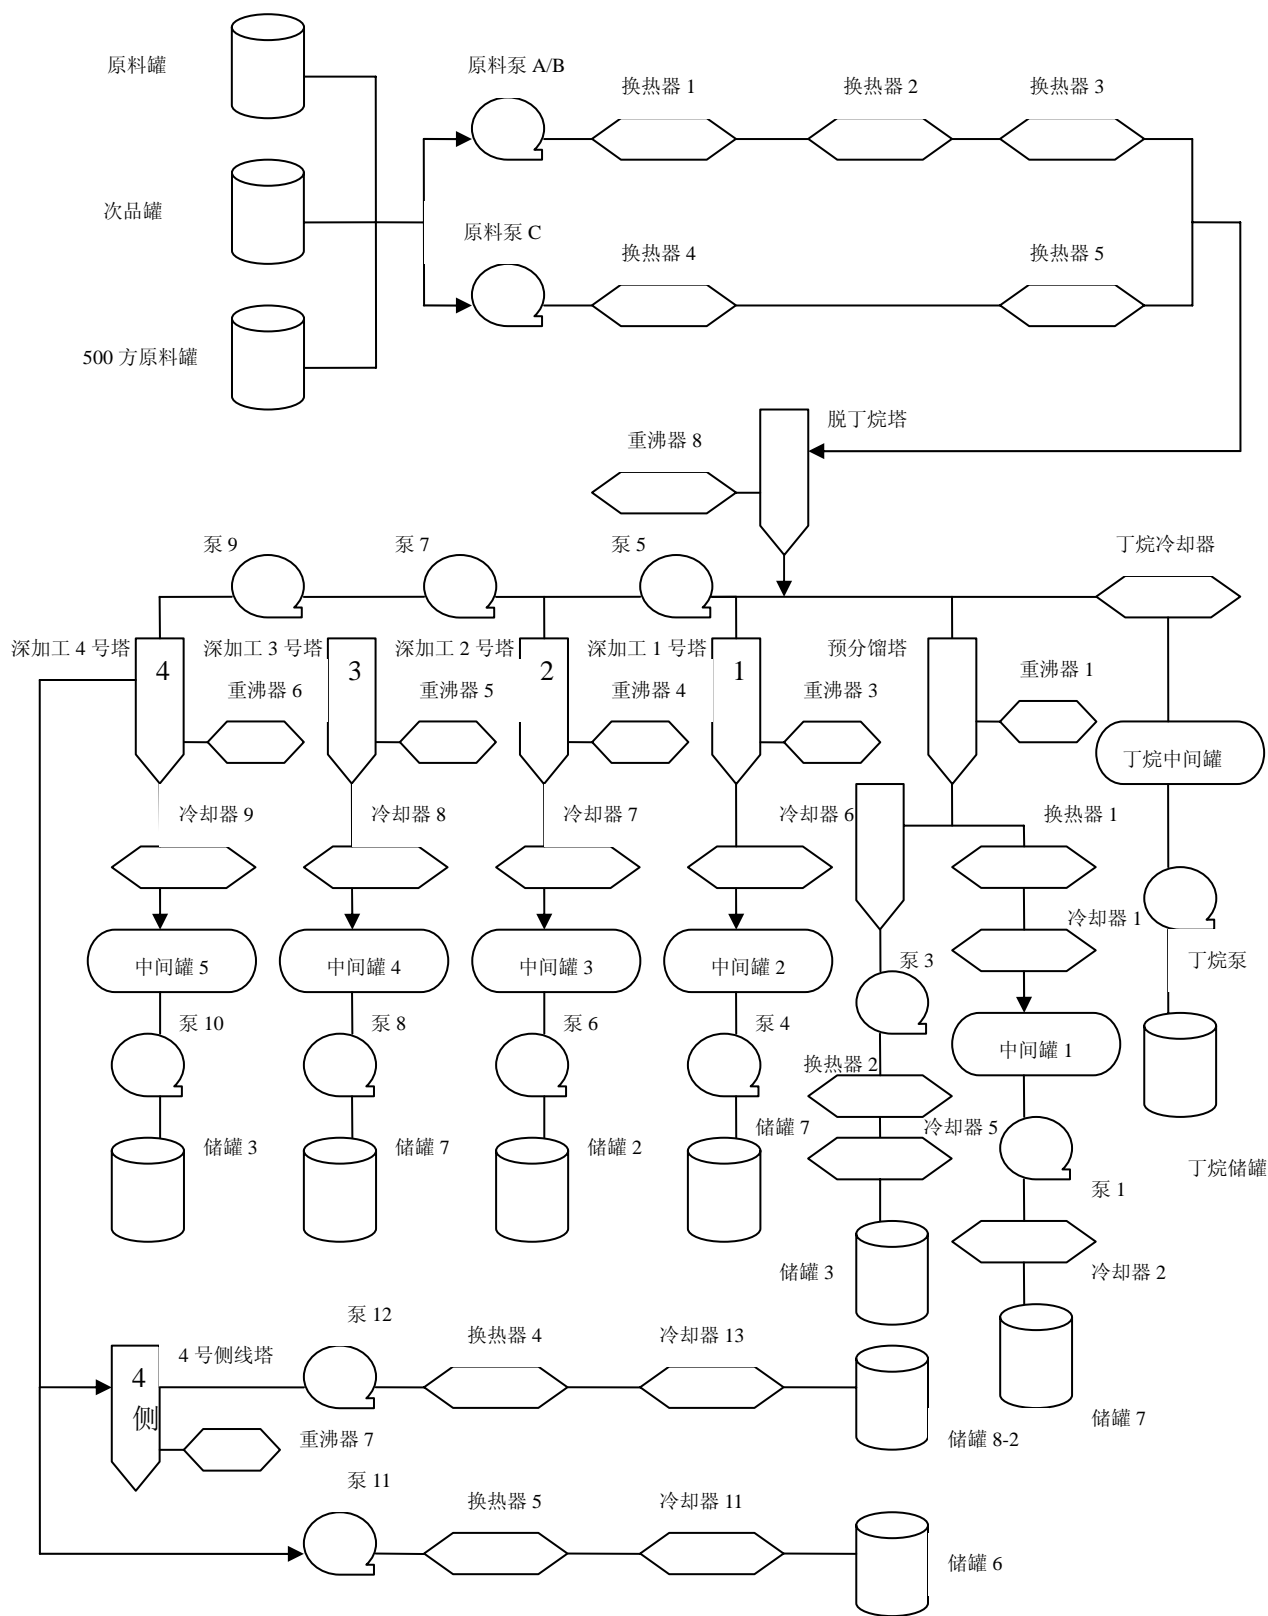 原料罐
原料泵 A/B
换热器 1
换热器 2
换热器 3
次品罐
原料泵 C
换热器 4
换热器 5
500 方原料罐
脱丁烷塔
重沸器 8
泵 9
泵 7
泵 5
丁烷冷却器
深加工 4 号塔
4
深加工 3 号塔
3
深加工 2 号塔
2
深加工 1 号塔
1
预分馏塔
重沸器 6
重沸器 5
重沸器 4
重沸器 3
重沸器 1
丁烷中间罐
冷却器 9
冷却器 8
冷却器 7
冷却器 6
换热器 1
冷却器 1
中间罐 5
中间罐 4
中间罐 3
中间罐 2
泵 3
丁烷泵
泵 10
泵 8
泵 6
泵 4
中间罐 1
换热器 2
储罐 3
储罐 7
储罐 2
储罐 7
冷却器 5
泵 1
丁烷储罐
储罐 3
冷却器 2
泵 12
4 号侧线塔
换热器 4
冷却器 13
4
侧
储罐 7
重沸器 7
储罐 8-2
泵 11
换热器 5
冷却器 11
储罐 6